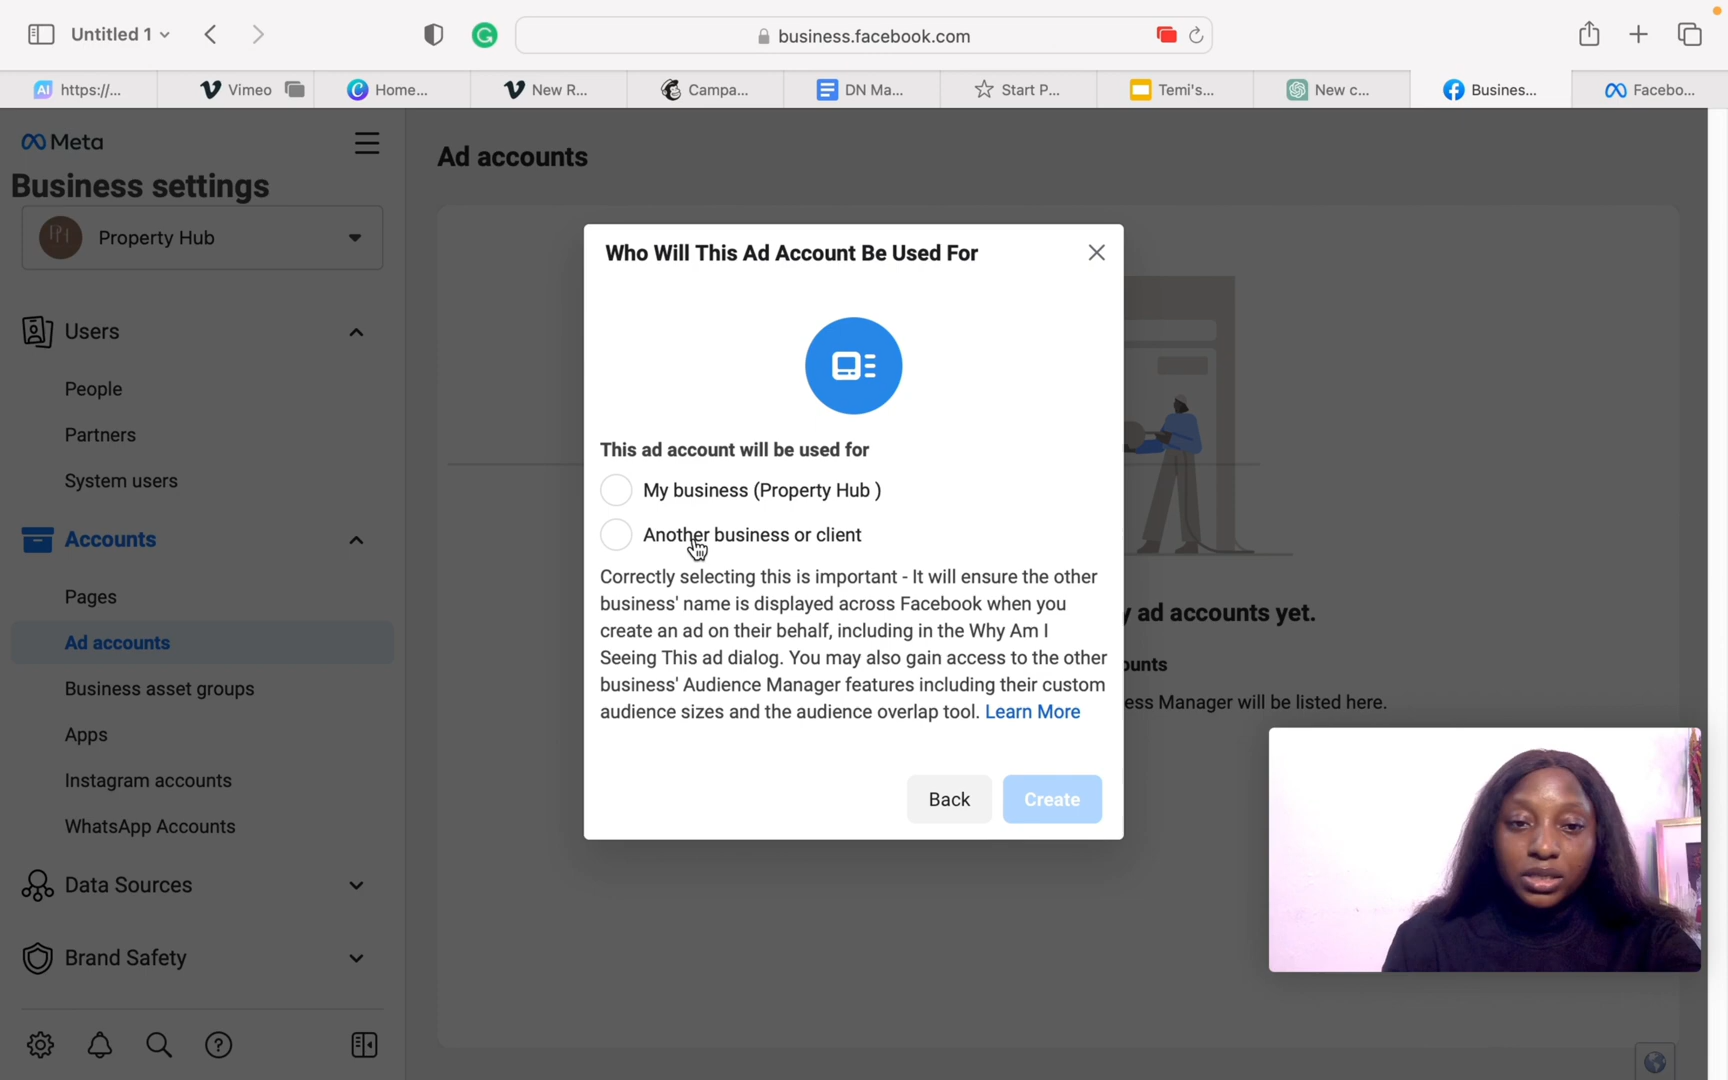 Untitled 1
business.facebook.com
https://...
Vimeo
Home...
New R...
Campa...
DN Ma...
Start P...
Temi's...
New c...
Busines...
Facebo...
Meta
Business settings
Property Hub
Users
People
Partners
System users
Accounts
Pages
Ad accounts
Business asset groups
Apps
Instagram accounts
WhatsApp Accounts
Data Sources
Brand Safety
Ad accounts
Who Will This Ad Account Be Used For
This ad account will be used for
My business (Property Hub )
Another business or client
Correctly selecting this is important - It will ensure the other
business' name is displayed across Facebook when you
create an ad on their behalf, including in the Why Am I
Seeing This ad dialog. You may also gain access to the other
business' Audience Manager features including their custom
audience sizes and the audience overlap tool. Learn More
Back
Create
ad accounts yet.
Manager will be listed here.